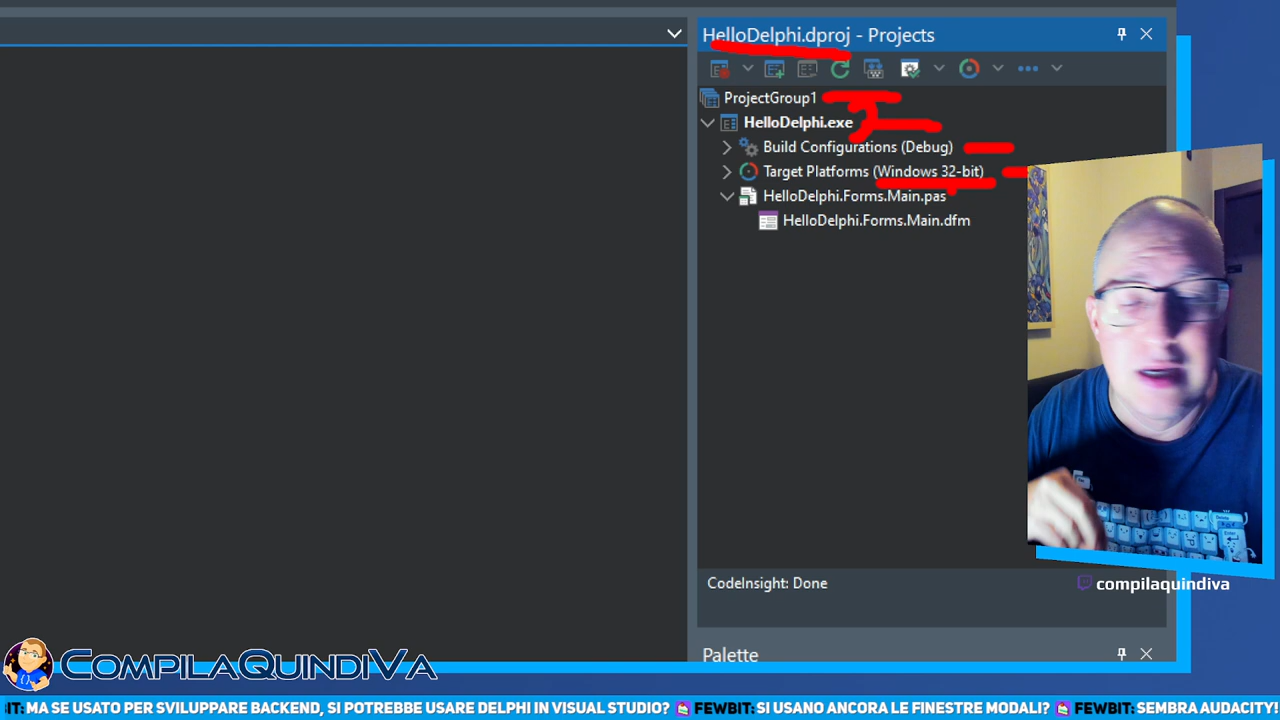 HelloDelphi.dproj - Projects
ProjectGroup1
HelloDelphi.exe
Build Configurations (Debug)
Target Platforms (Windows 32-bit)
HelloDelphi.Forms.Main.pas
HelloDelphi.Forms.Main.dfm
CodeInsight: Done
compilaquindiva
Palette
COMPILAQUINDIVA
IT: MA SE USATO PER SVILUPPARE BACKEND, SI POTREBBE USARE DELPHI IN VISUAL STUDIO? FEWBIT: SI USANO ANCORA LE FINESTRE MODALI? FEWBIT: SEMBRA AUDACITY!